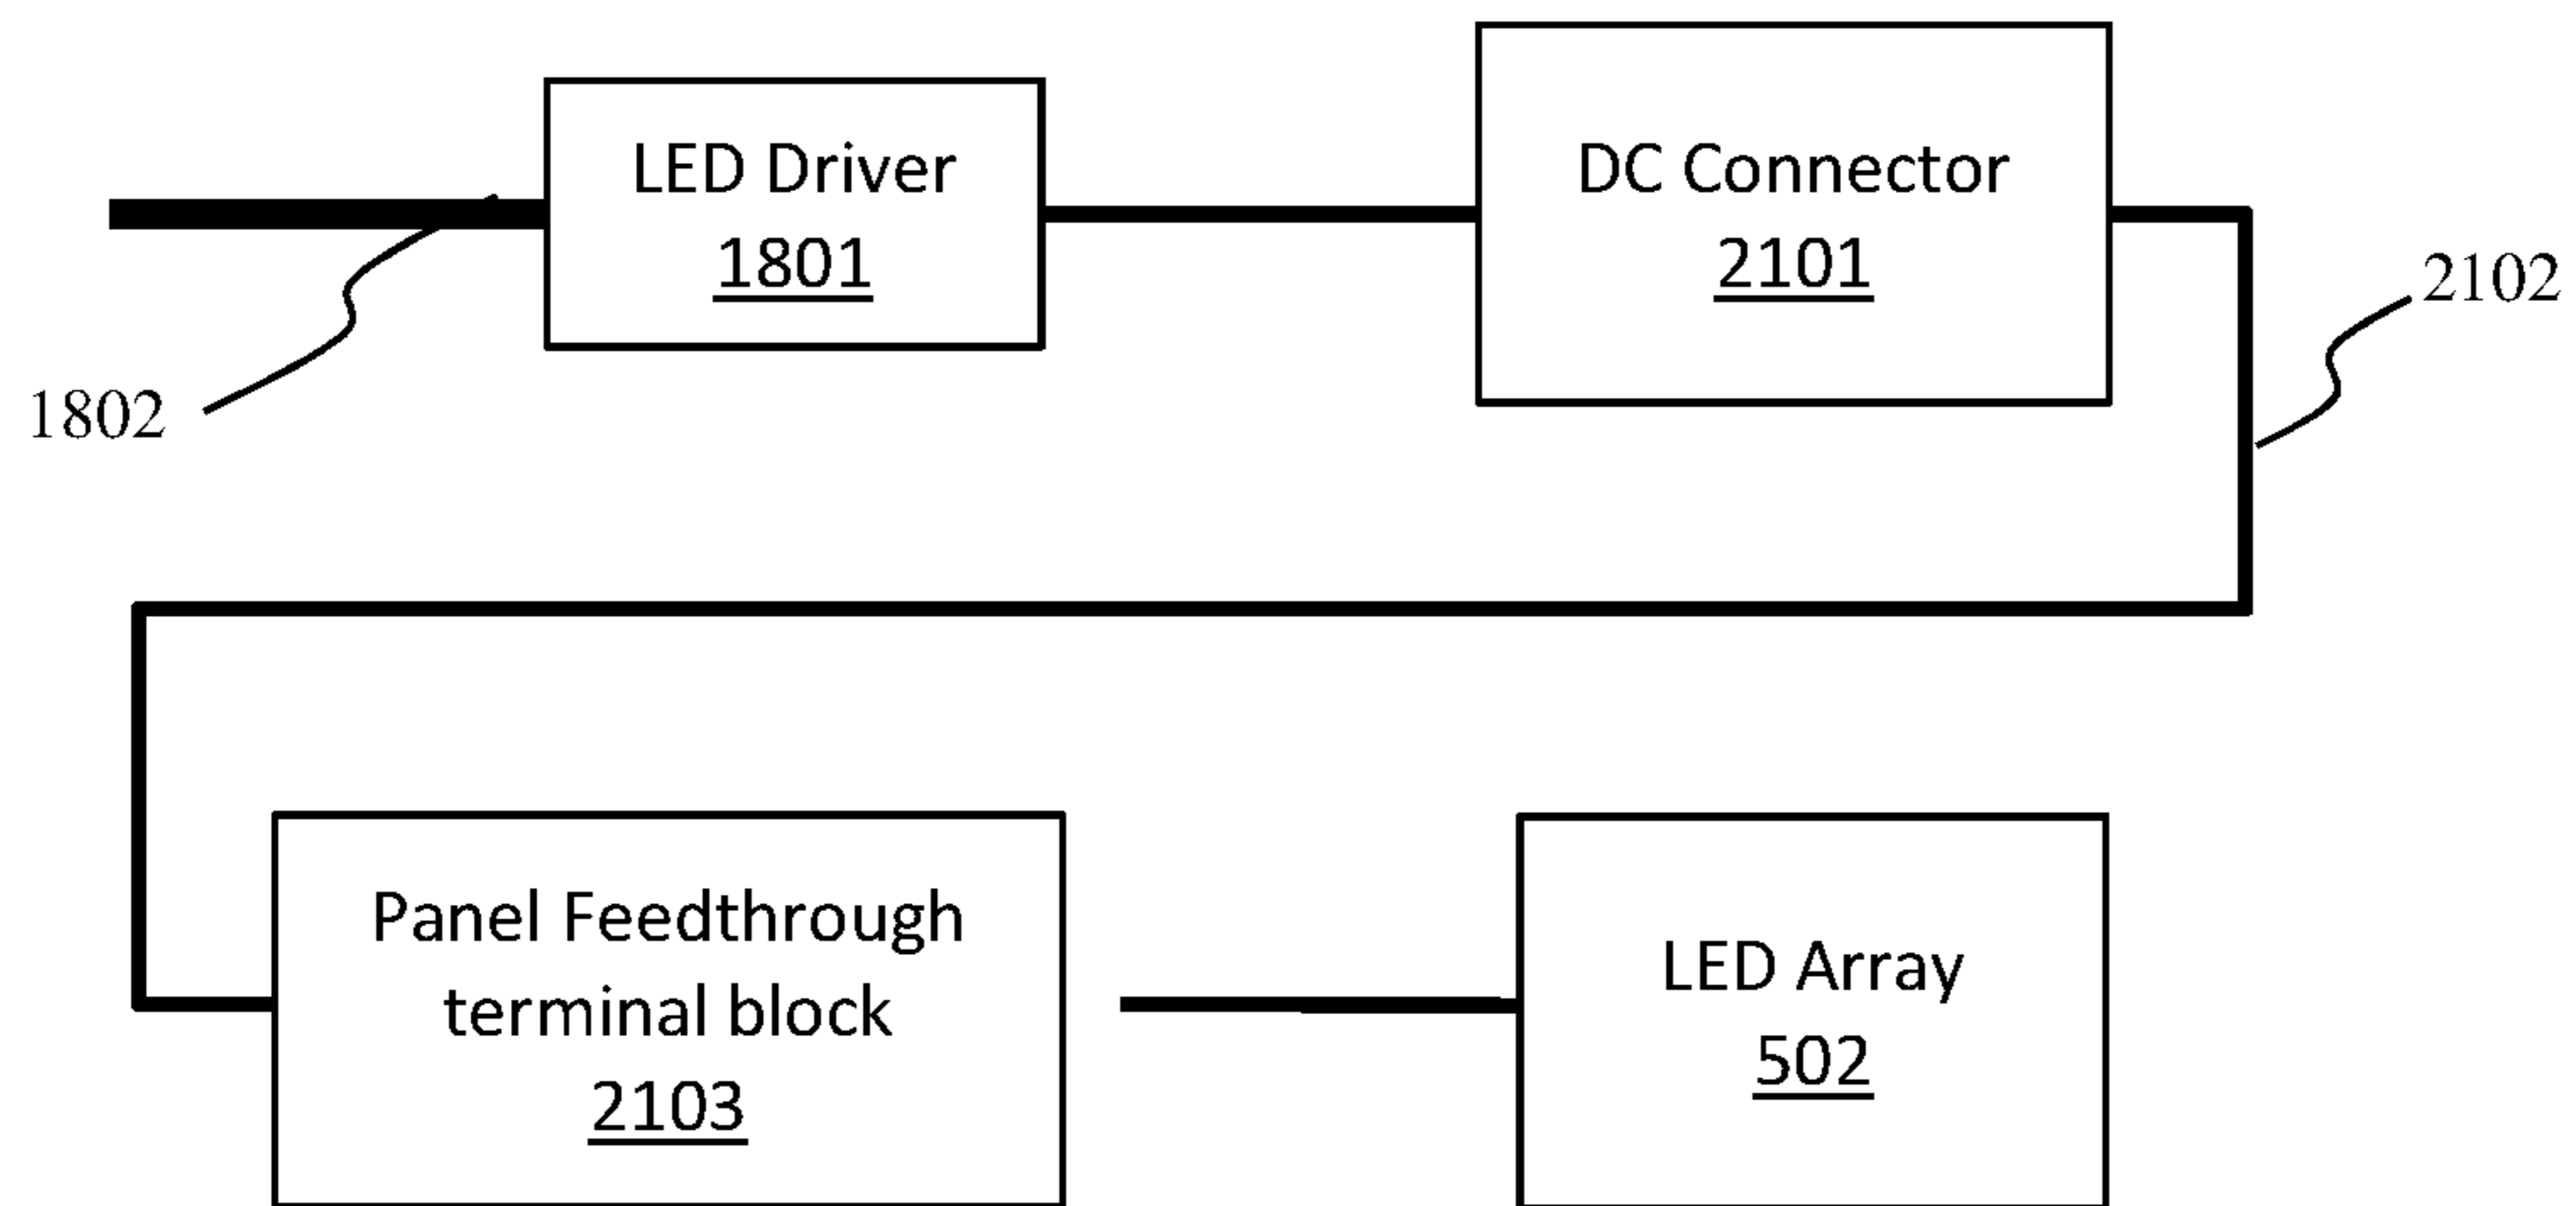 LED Driver
1801
DC Connector
2101
2102
1802
Panel Feedthrough
terminal block
2103
LED Array
502